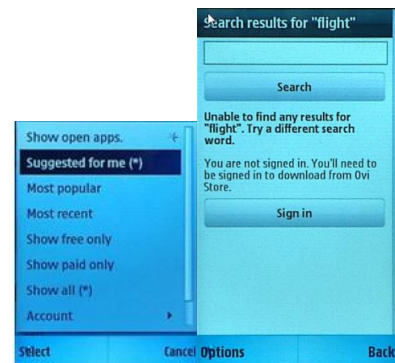 Show open apps.
Suggested for me (*)
Most popular
Most recent
Show free only
Show paid only
Show all (*)
Account
Select Cancel
Search results for "flight"
Search
Unable to find any results for
"flight". Try a different search
word.
You are not signed in. You'll need to
be signed in to download from Ovi
Store.
Sign in
Options Back